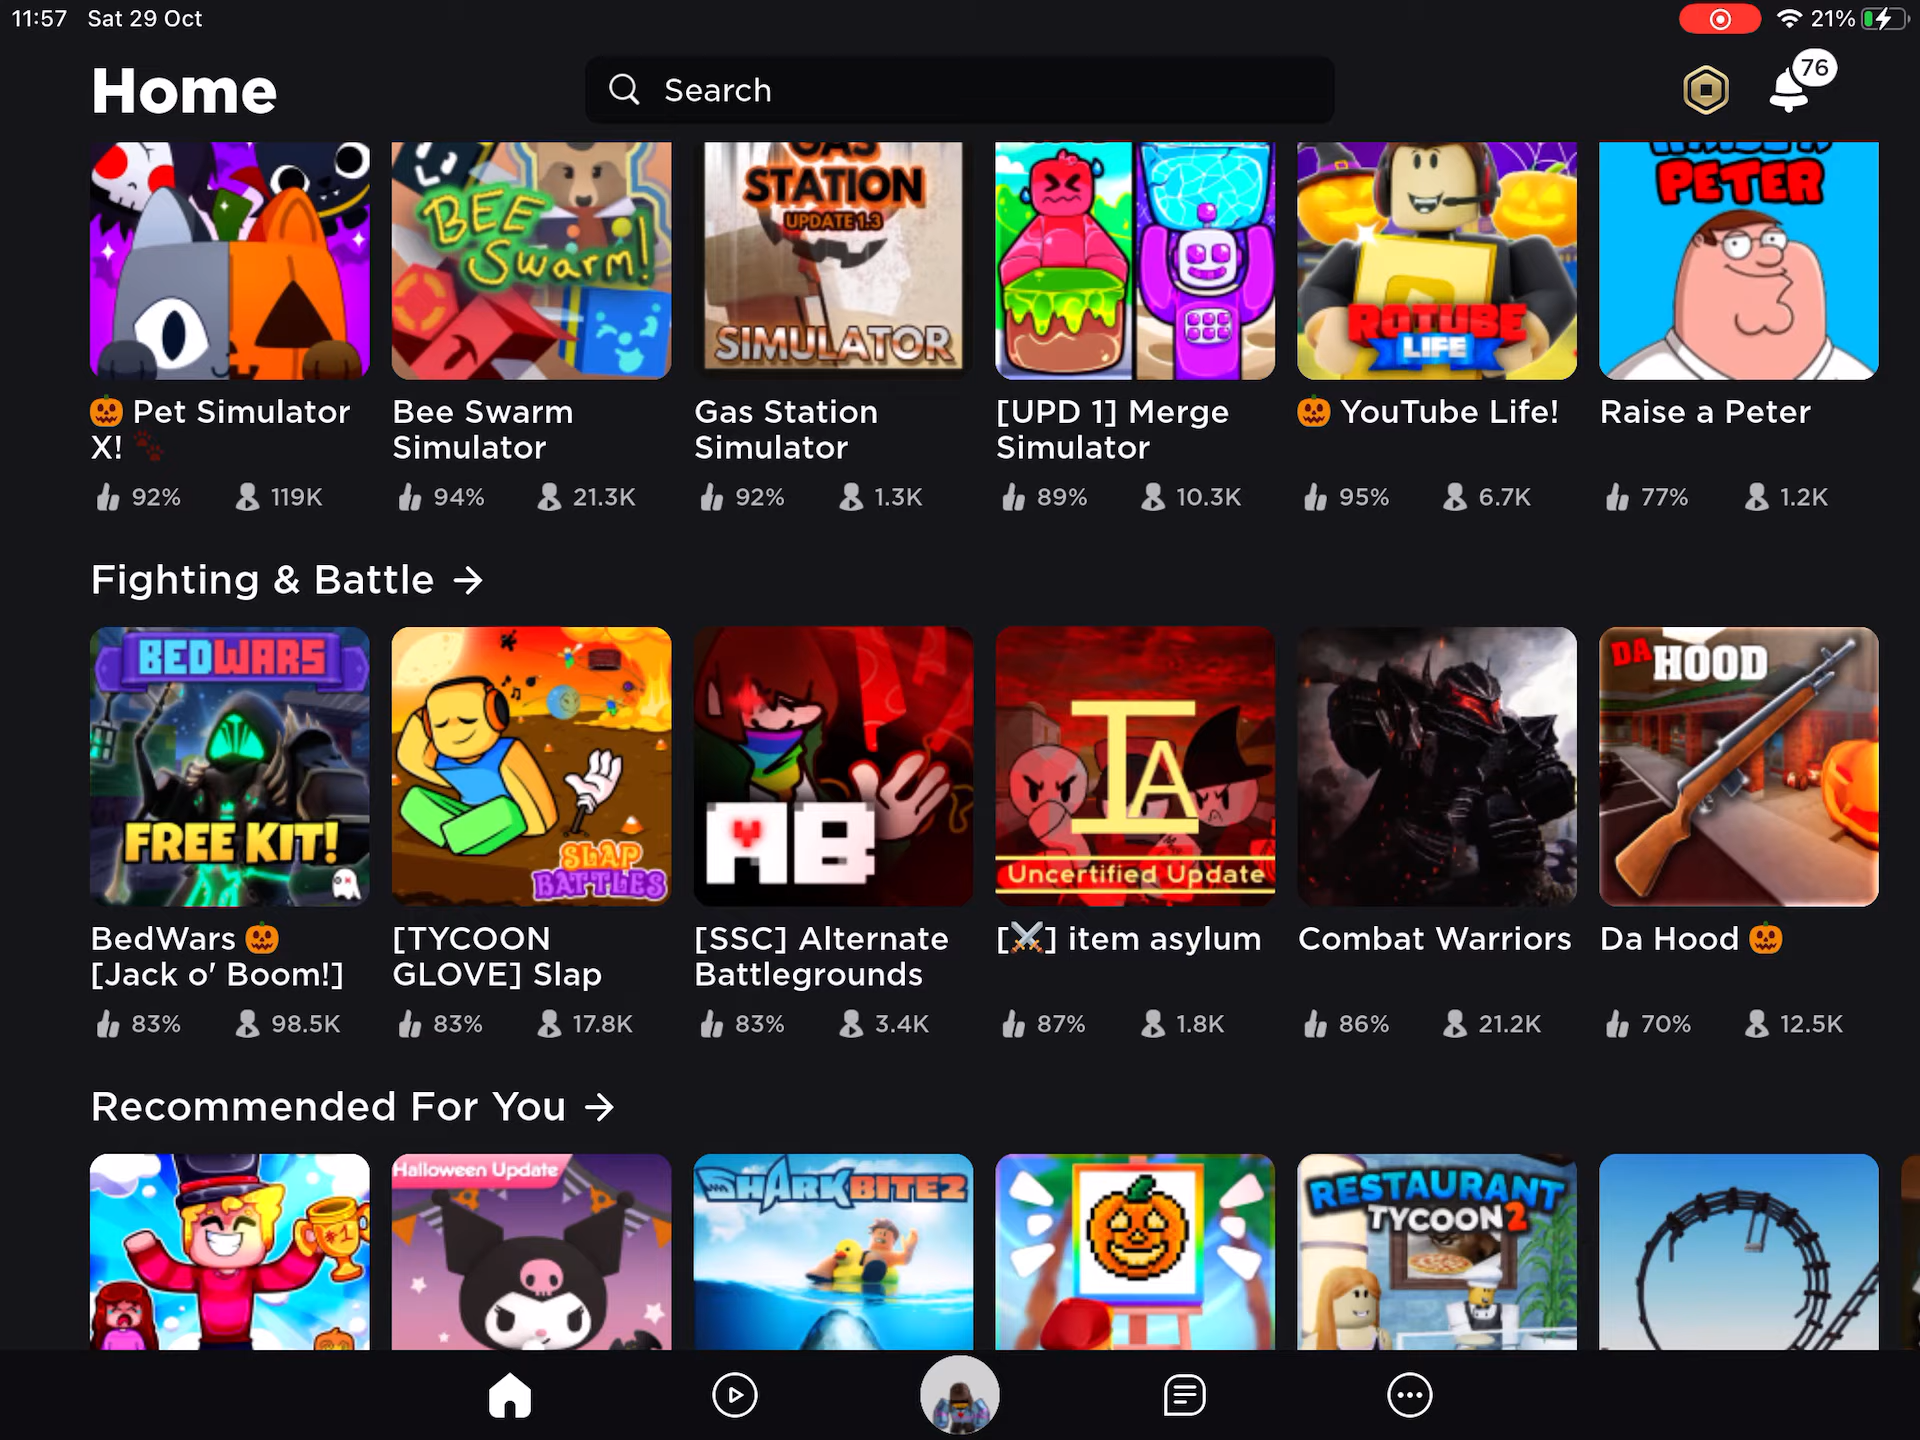 11:57 Sat 29 Oct
21%
Home
Search
76
GAS
STATION
UPDATE 1.3
SIMULATOR
BEE
Swarm!
ROTUBE
LIFE
RAISE A
PETER
🎃 Pet Simulator
X! 🐾
Bee Swarm
Simulator
Gas Station
Simulator
[UPD 1] Merge
Simulator
🎃 YouTube Life!
Raise a Peter
92% 119K
94% 21.3K
92% 1.3K
89% 10.3K
95% 6.7K
77% 1.2K
Fighting & Battle →
BEDWARS
FREE KIT!
SLAP
BATTLES
AB
IA
Uncertified Update
DA HOOD
BedWars 🎃
[Jack o' Boom!]
[TYCOON
GLOVE] Slap
[SSC] Alternate
Battlegrounds
[⚔️] item asylum
Combat Warriors
Da Hood 🎃
83% 98.5K
83% 17.8K
83% 3.4K
87% 1.8K
86% 21.2K
70% 12.5K
Recommended For You →
#1
Halloween Update
SHARKBITE2
RESTAURANT
TYCOON 2